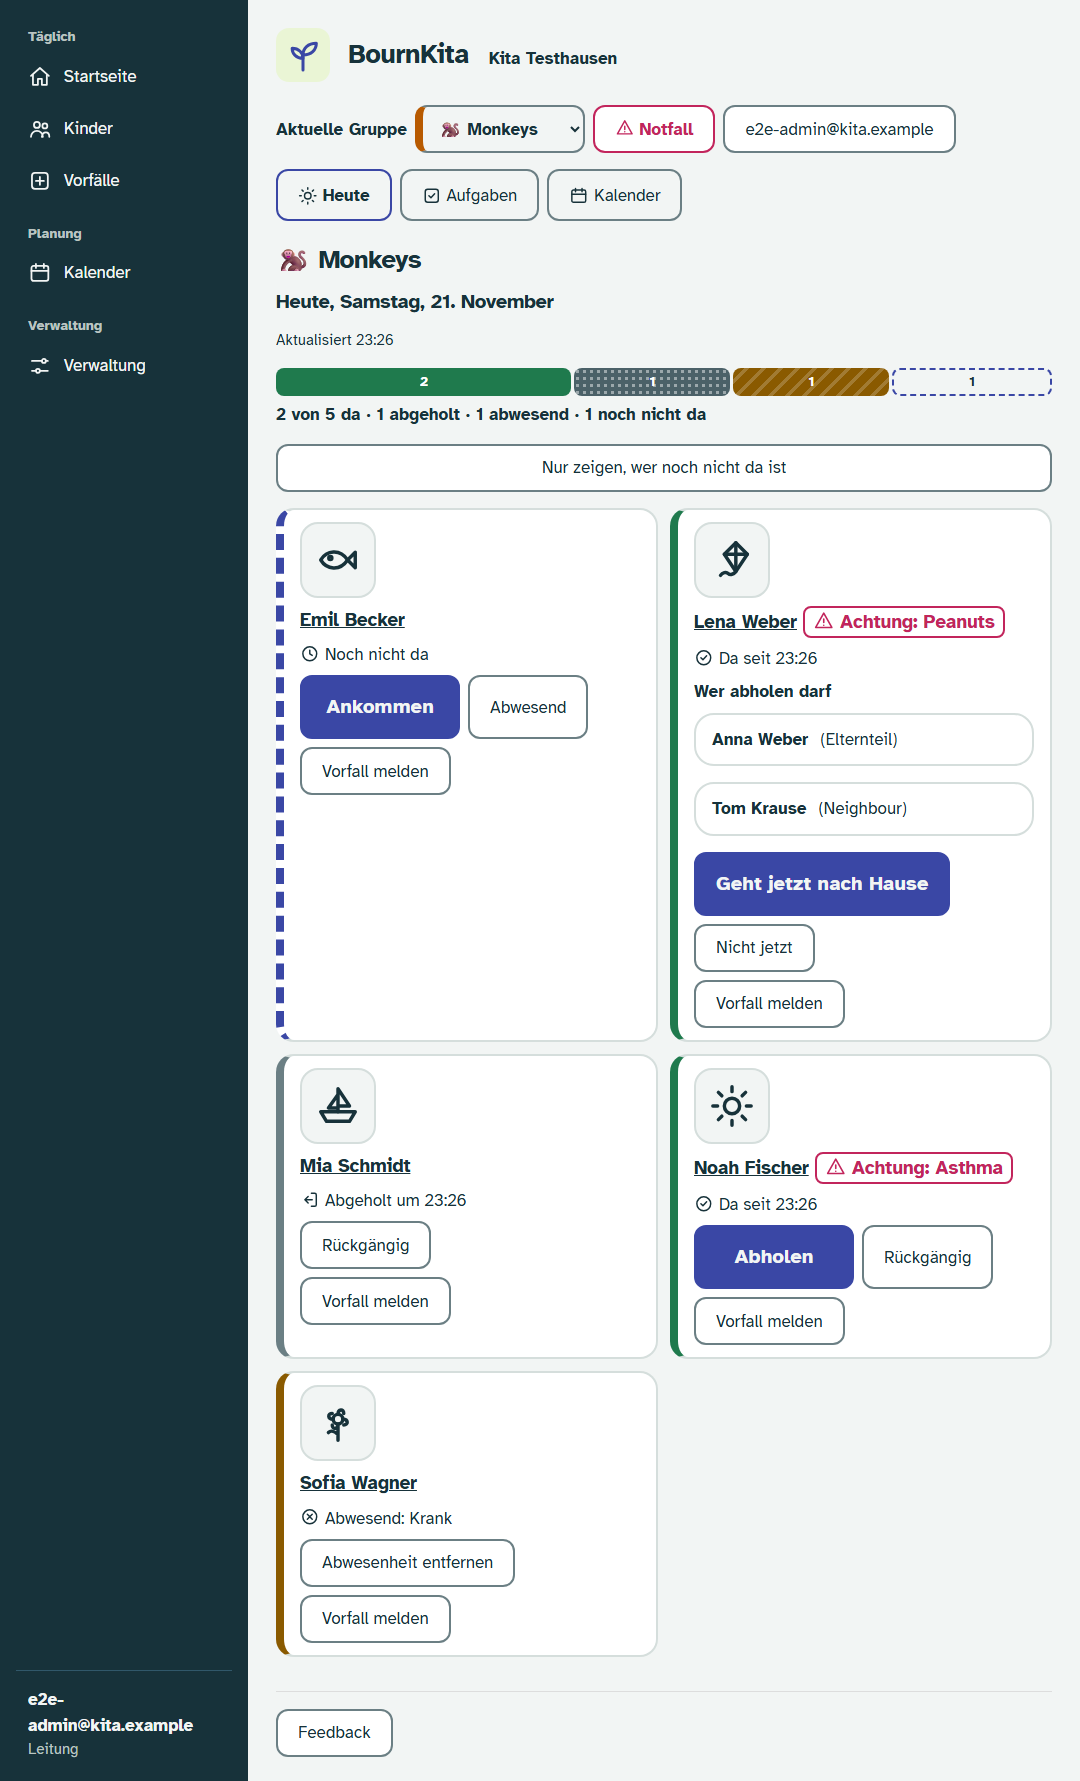 Täglich
Startseite
Kinder
Vorfälle
Planung
Kalender
Verwaltung
Verwaltung
e2e-
admin@kita.example
Leitung
BournKita Kita Testhausen
Aktuelle Gruppe Monkeys Notfall e2e-admin@kita.example
Heute Aufgaben Kalender
Monkeys
Heute, Samstag, 21. November
Aktualisiert 23:26
2 1 1 1
2 von 5 da · 1 abgeholt · 1 abwesend · 1 noch nicht da
Nur zeigen, wer noch nicht da ist
Emil Becker
Noch nicht da
Ankommen Abwesend
Vorfall melden
Lena Weber Achtung: Peanuts
Da seit 23:26
Wer abholen darf
Anna Weber (Elternteil)
Tom Krause (Neighbour)
Geht jetzt nach Hause
Nicht jetzt
Vorfall melden
Mia Schmidt
Abgeholt um 23:26
Rückgängig
Vorfall melden
Noah Fischer Achtung: Asthma
Da seit 23:26
Abholen Rückgängig
Vorfall melden
Sofia Wagner
Abwesend: Krank
Abwesenheit entfernen
Vorfall melden
Feedback